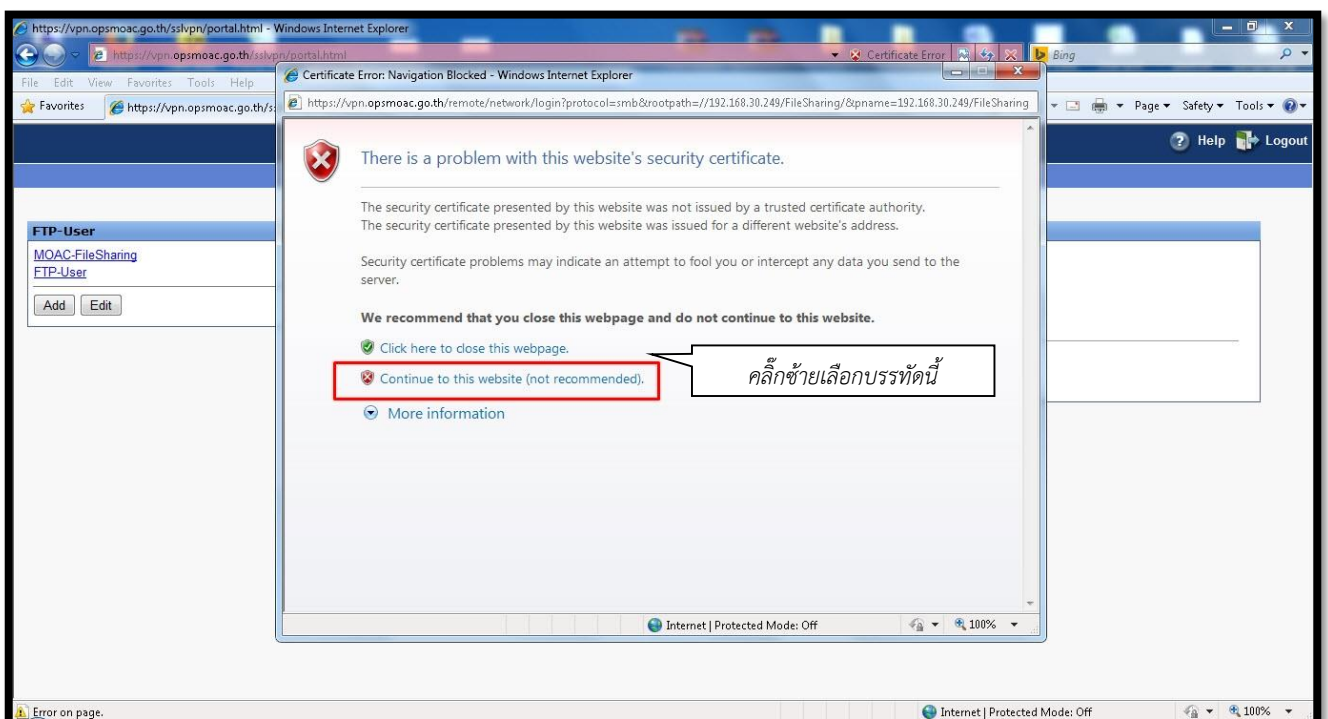 https://vpn.opsmoac.go.th/sslvpn/portal.html - Windows Internet Explorer
https://vpn.opsmoac.go.th/sslvpn/portal.html
Certificate Error
Bing
File Edit View Favorites Tools Help
Certificate Error: Navigation Blocked - Windows Internet Explorer
Favorites
https://vpn.opsmoac.go.th/s
https://vpn.opsmoac.go.th/remote/network/login?protocol=smb&rootpath=//192.168.30.249/FileSharing/&pname=192.168.30.249/FileSharing
Page Safety Tools
Help Logout
There is a problem with this website's security certificate.
The security certificate presented by this website was not issued by a trusted certificate authority.
The security certificate presented by this website was issued for a different website's address.
FTP-User
MOAC-FileSharing
FTP-User
Security certificate problems may indicate an attempt to fool you or intercept any data you send to the
server.
Add Edit
We recommend that you close this webpage and do not continue to this website.
Click here to close this webpage.
Continue to this website (not recommended).
คลิ๊กซ้ายเลือกบรรทัดนี้
More information
Internet | Protected Mode: Off
100%
Error on page.
Internet | Protected Mode: Off
100%